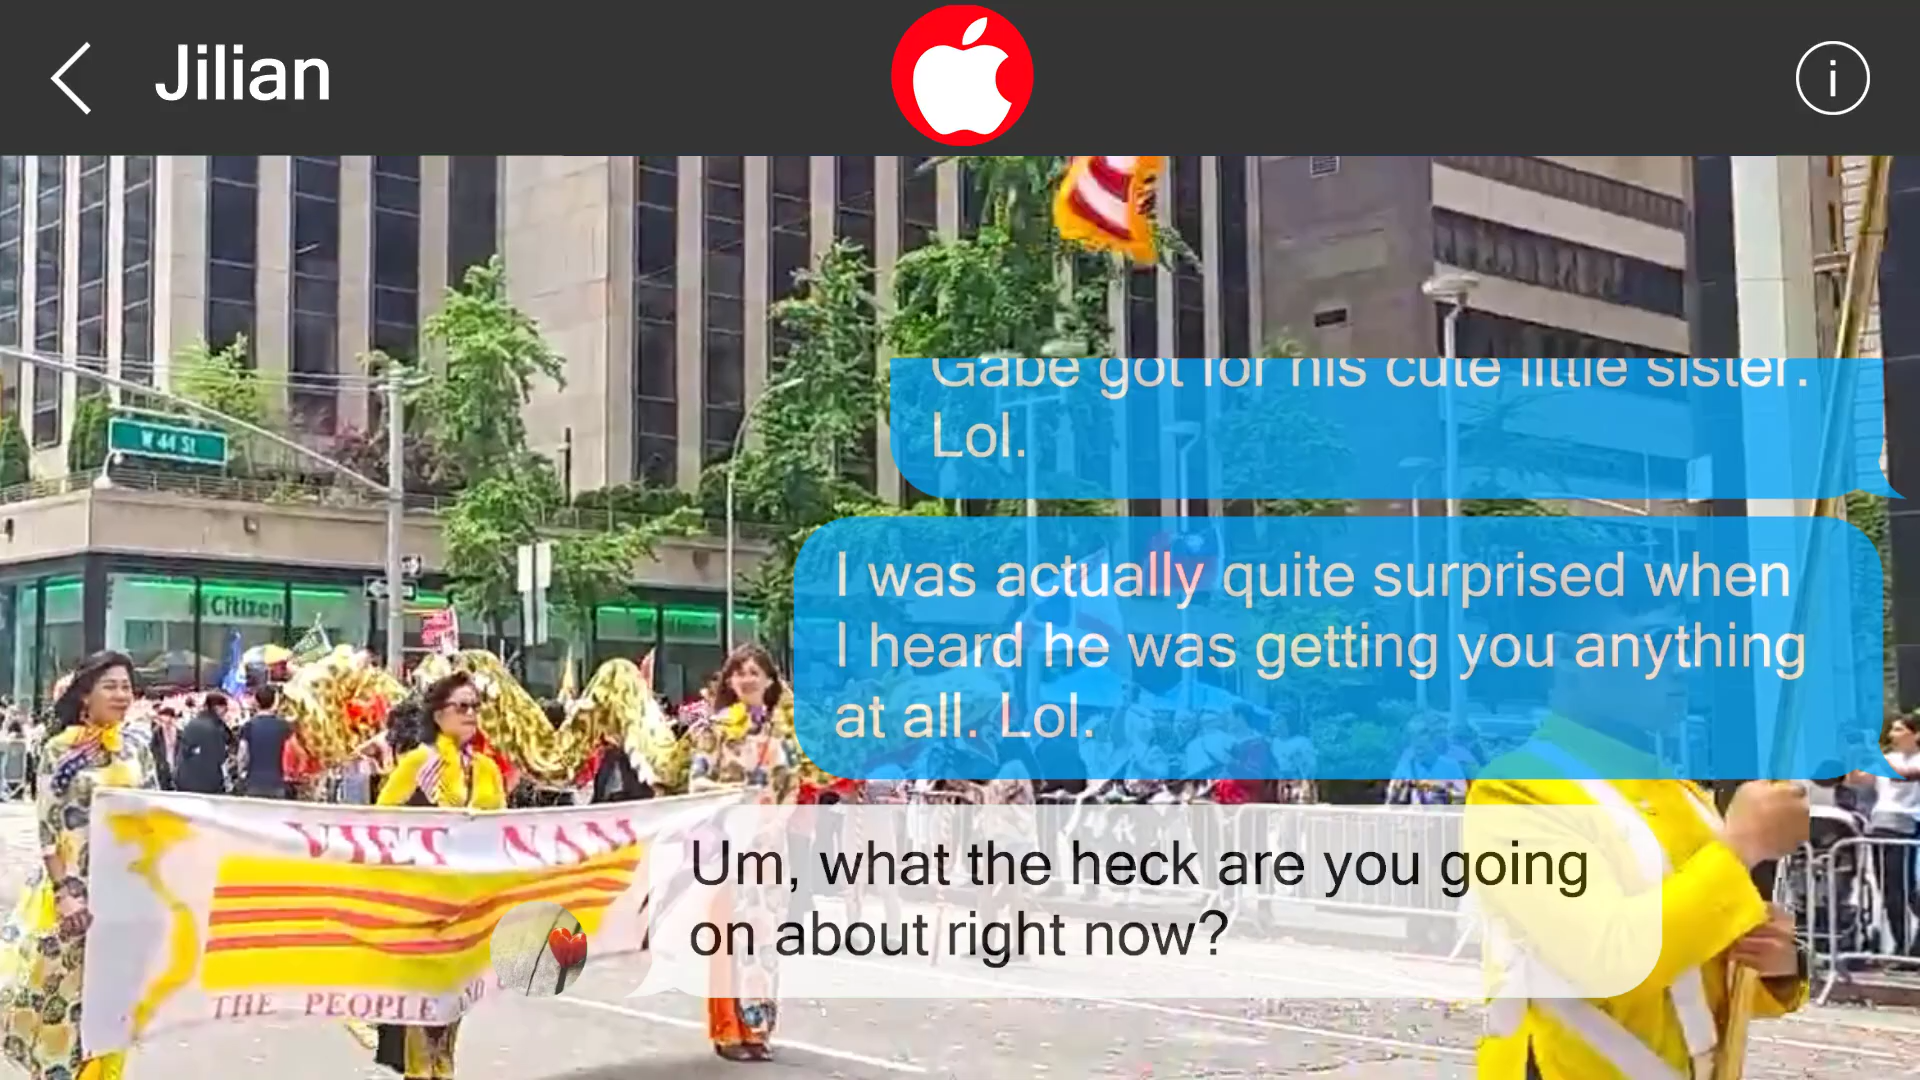 Jilian
Gabe got for his cute little sister.
Lol.
W 44 St
I was actually quite surprised when
I heard he was getting you anything
at all. Lol.
Citizen
VIET NAM
Um, what the heck are you going
on about right now?
THE PEOPLE